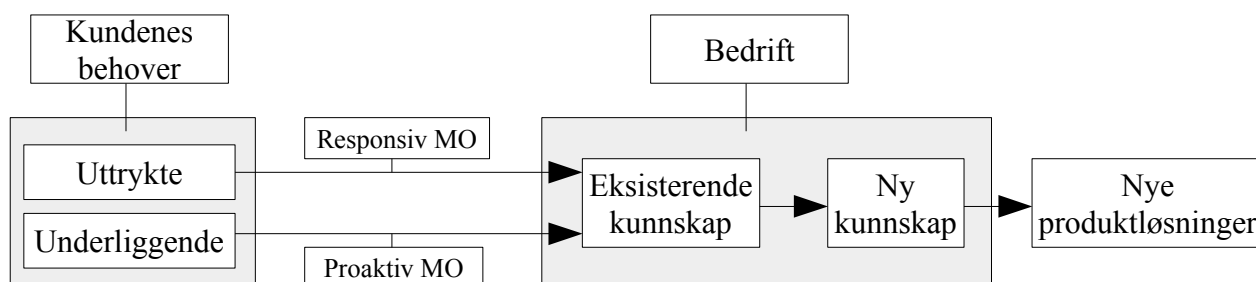 Kundenes
behover
Bedrift
Responsiv MO
Uttrykte
Eksisterende
kunnskap
Ny
kunnskap
Nye
produktløsninger
Underliggende
Proaktiv MO